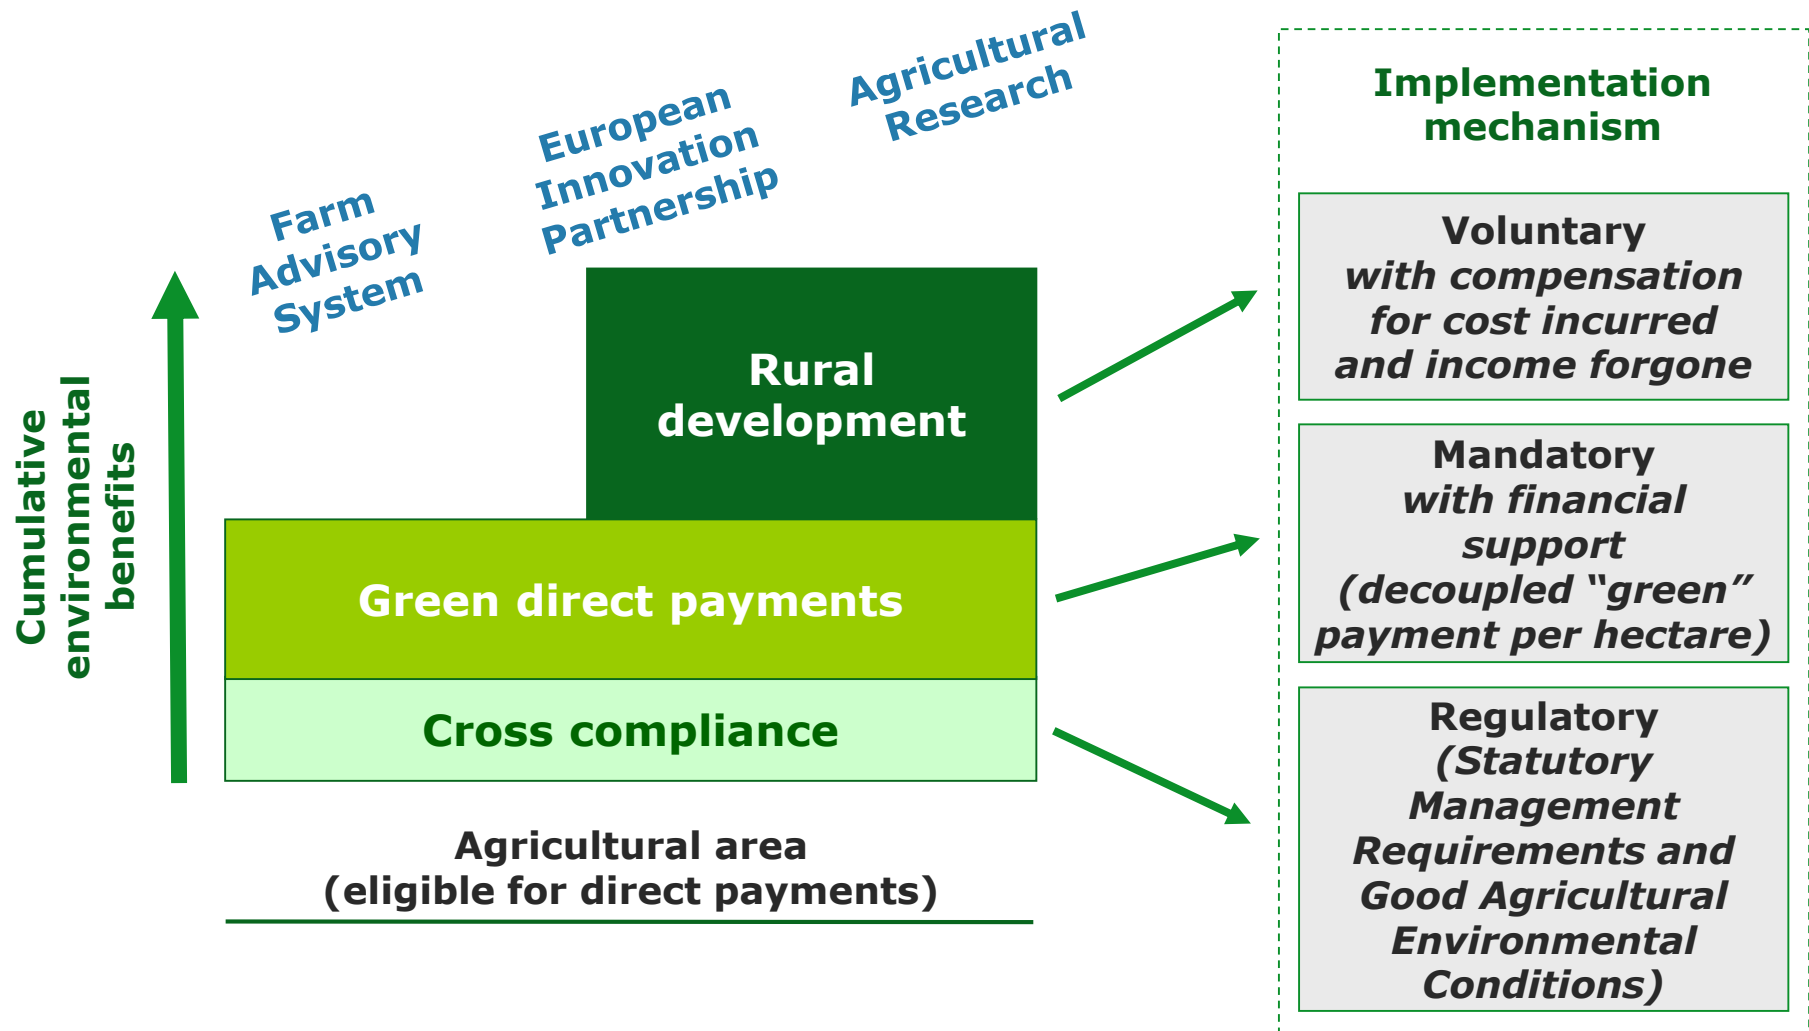 Agricultural
Research
European
Innovation
Partnership
Farm
Advisory
System
Cumulative
environmental
benefits
Rural
development
Green direct payments
Cross compliance
Agricultural area
(eligible for direct payments)
Implementation
mechanism
Voluntary
with compensation
for cost incurred
and income forgone
Mandatory
with financial
support
(decoupled “green”
payment per hectare)
Regulatory
(Statutory
Management
Requirements and
Good Agricultural
Environmental
Conditions)